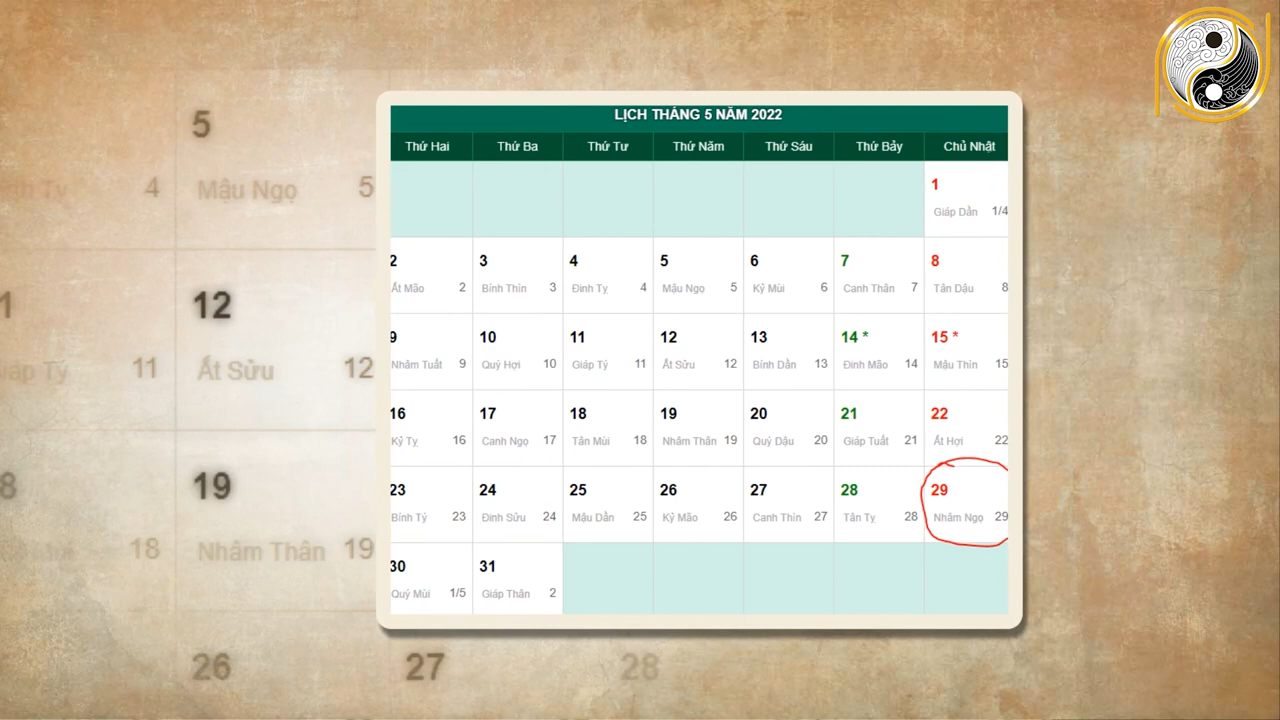 LỊCH THÁNG 5 NĂM 2022
Thứ Hai Thứ Ba Thứ Tư Thứ Năm Thứ Sáu Thứ Bảy Chủ Nhật
1
Giáp Dần 1/4
2 3 4 5 6 7 8
Ất Mão 2 Bính Thìn 3 Đinh Tỵ 4 Mậu Ngọ 5 Kỷ Mùi 6 Canh Thân 7 Tân Dậu 8
9 10 11 12 13 14 * 15 *
Nhâm Tuất 9 Quý Hợi 10 Giáp Tý 11 Ất Sửu 12 Bính Dần 13 Đinh Mão 14 Mậu Thìn 15
16 17 18 19 20 21 22
Kỷ Tỵ 16 Canh Ngọ 17 Tân Mùi 18 Nhâm Thân 19 Quý Dậu 20 Giáp Tuất 21 Ất Hợi 22
23 24 25 26 27 28 29
Bính Tý 23 Đinh Sửu 24 Mậu Dần 25 Kỷ Mão 26 Canh Thìn 27 Tân Tỵ 28 Nhâm Ngọ 29
30 31
Quý Mùi 1/5 Giáp Thân 2
5
4 Mậu Ngọ 5
12
11 Ất Sửu 12
19
18 Nhâm Thân 19
26 27 28